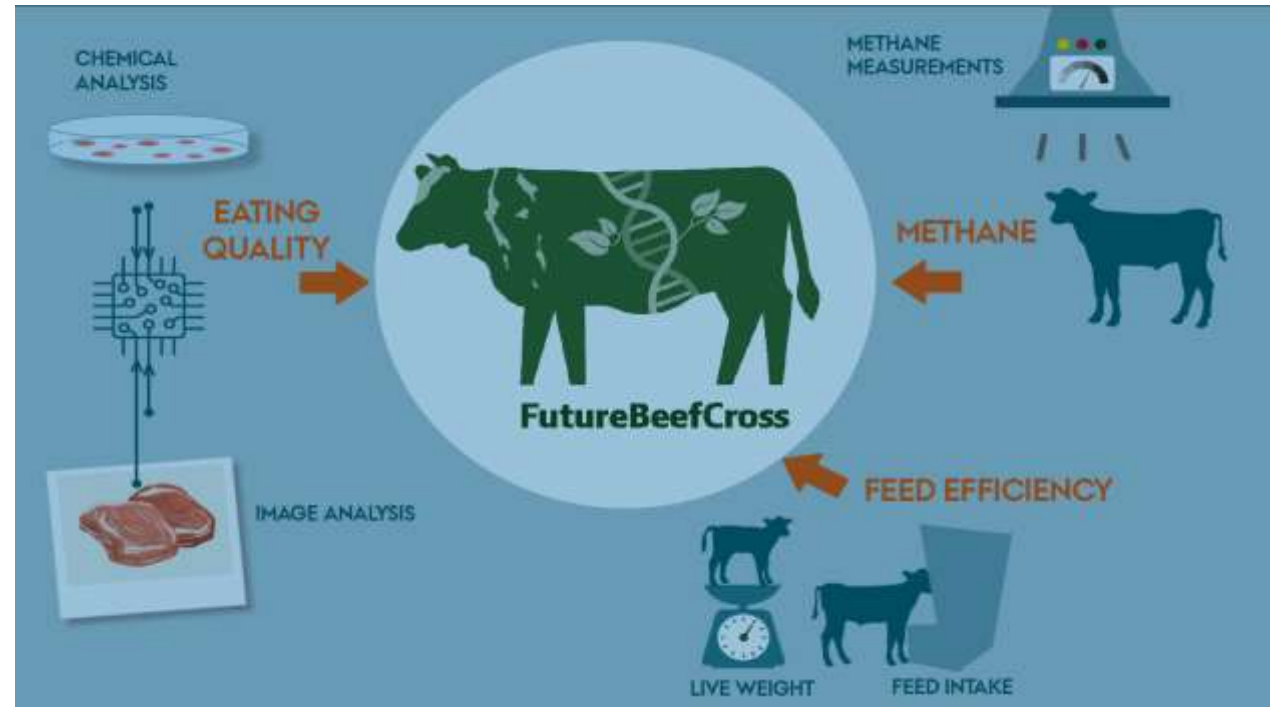 CHEMICAL
ANALYSIS
EATING
QUALITY
IMAGE ANALYSIS
FutureBeefCross
METHANE
MEASUREMENTS
METHANE
FEED EFFICIENCY
LIVE WEIGHT
FEED INTAKE